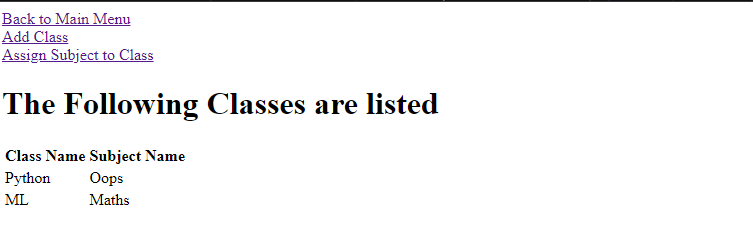 Back to Main Menu
Add Class
Assign Subject to Class
The Following Classes are listed
Class Name Subject Name
Python Oops
ML Maths